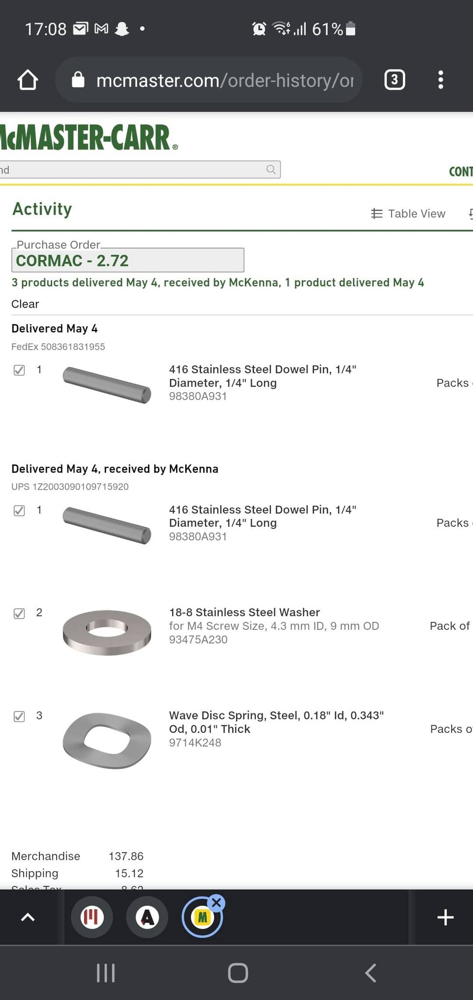 17:08
61%
mcmaster.com/order-history/or
3
McMASTER-CARR®
nd
CONT
Activity
Table View
Purchase Order
CORMAC - 2.72
3 products delivered May 4, received by McKenna, 1 product delivered May 4
Clear
Delivered May 4
FedEx 508361831955
1
416 Stainless Steel Dowel Pin, 1/4"
Diameter, 1/4" Long
98380A931
Packs
Delivered May 4, received by McKenna
UPS 1Z2003090109715920
1
416 Stainless Steel Dowel Pin, 1/4"
Diameter, 1/4" Long
98380A931
Packs
2
18-8 Stainless Steel Washer
for M4 Screw Size, 4.3 mm ID, 9 mm OD
93475A230
Pack of
3
Wave Disc Spring, Steel, 0.18" Id, 0.343"
Od, 0.01" Thick
9714K248
Packs o
Merchandise 137.86
Shipping 15.12
Sales Tax 8.62
A
M